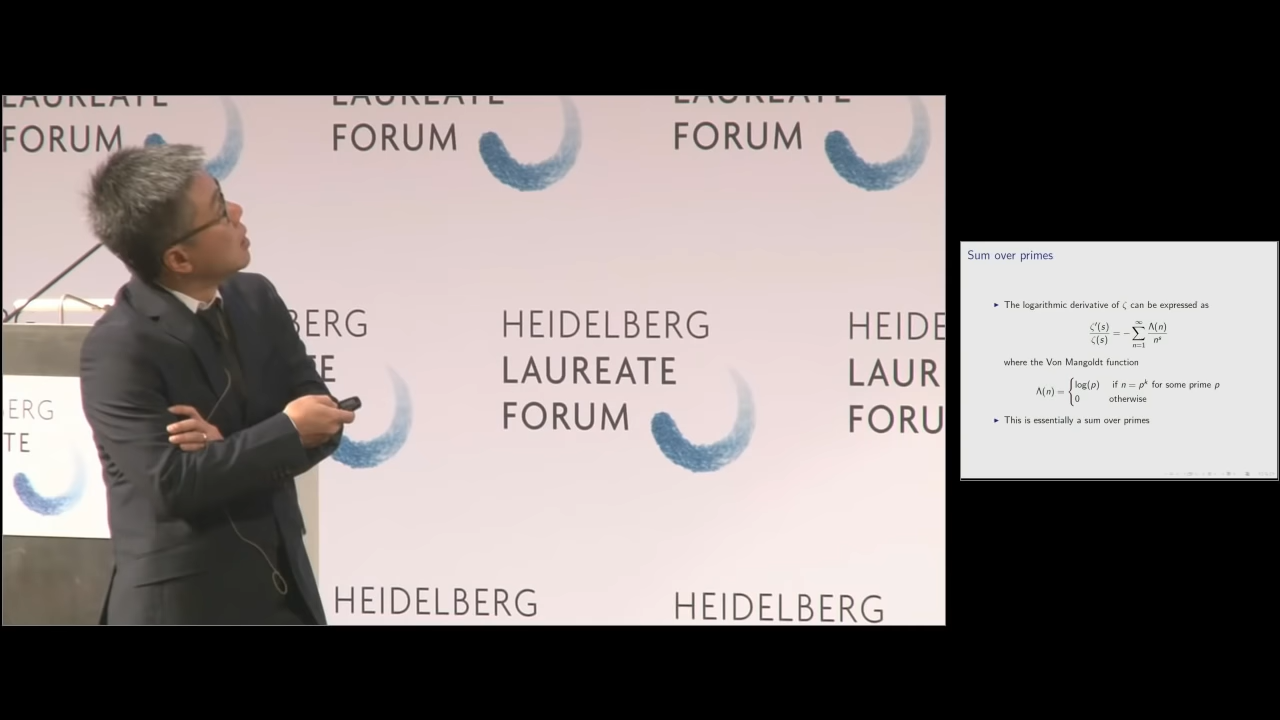 LAUREATE
FORUM
LAUREATE
FORUM
LAUREATE
FORUM
BERG
TE
HEIDELBERG
LAUREATE
FORUM
HEIDE
LAUR
FORU
ERG
TE
HEIDELBERG
HEIDELBERG
Sum over primes
► The logarithmic derivative of ζ can be expressed as
ζ′(s)/ζ(s) = −∑_{n=1}^{∞} Λ(n)/n^s
where the Von Mangoldt function
Λ(n) = { log(p) if n = p^k for some prime p
0 otherwise
► This is essentially a sum over primes